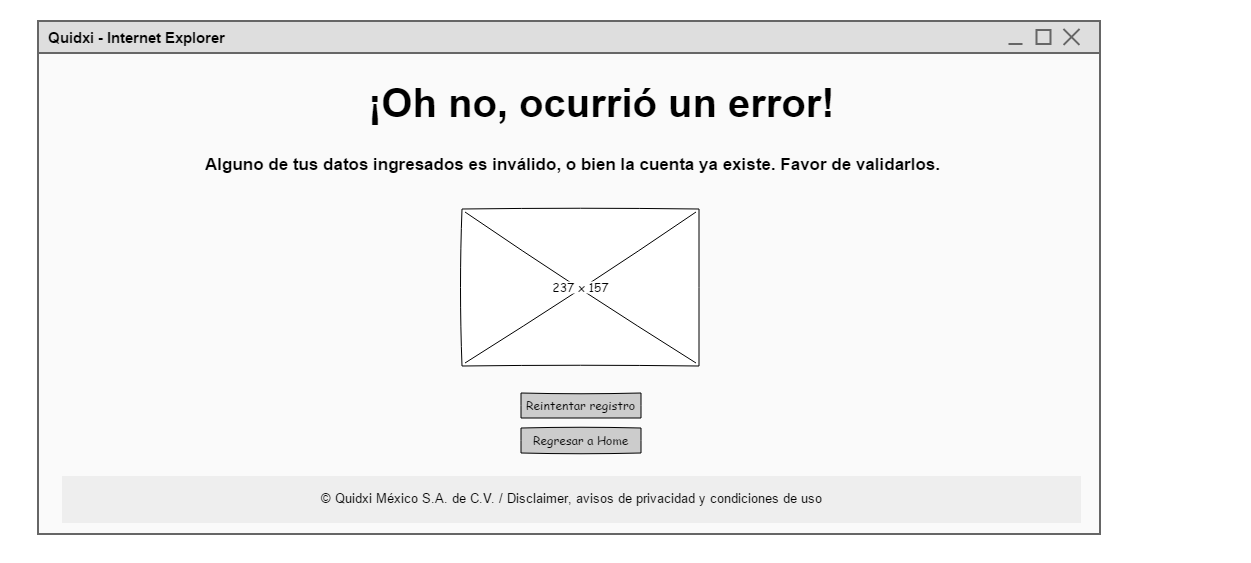 Quidxi - Internet Explorer
¡Oh no, ocurrió un error!
Alguno de tus datos ingresados es inválido, o bien la cuenta ya existe. Favor de validarlos.
237 x 157
Reintentar registro
Regresar a Home
© Quidxi México S.A. de C.V. / Disclaimer, avisos de privacidad y condiciones de uso